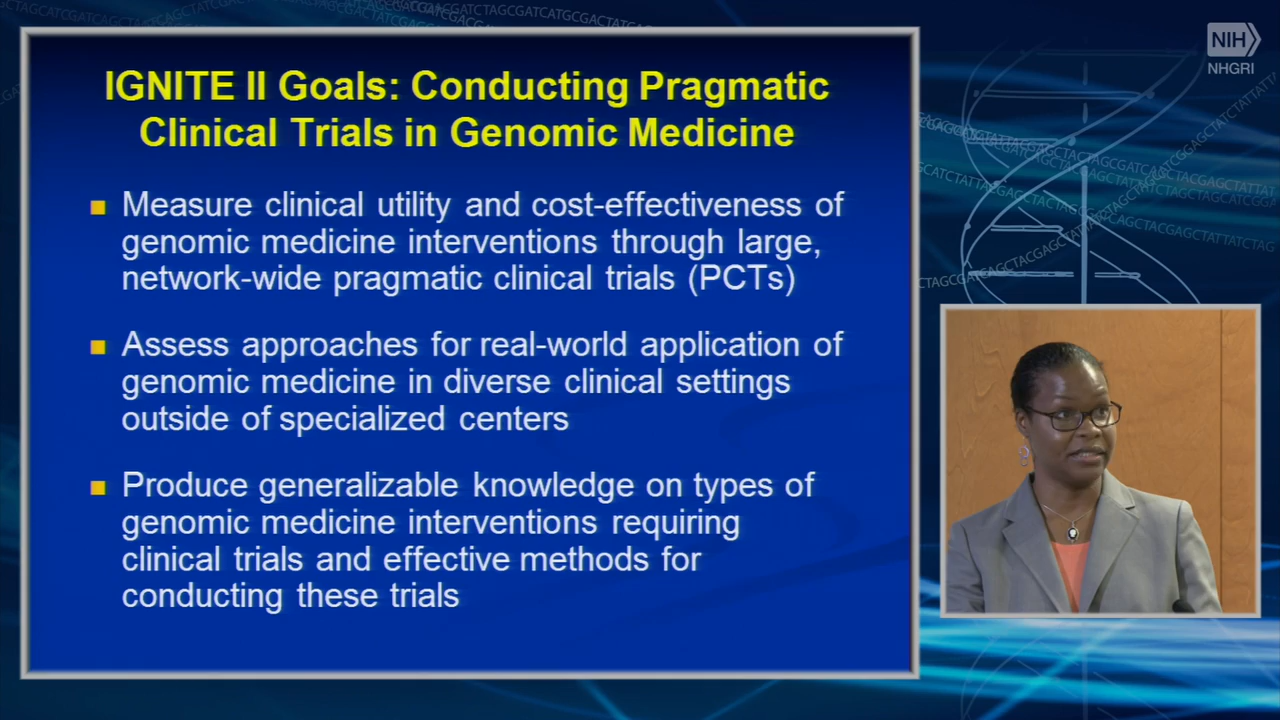 IGNITE II Goals: Conducting Pragmatic
Clinical Trials in Genomic Medicine
Measure clinical utility and cost-effectiveness of
genomic medicine interventions through large,
network-wide pragmatic clinical trials (PCTs)
Assess approaches for real-world application of
genomic medicine in diverse clinical settings
outside of specialized centers
Produce generalizable knowledge on types of
genomic medicine interventions requiring
clinical trials and effective methods for
conducting these trials
NIH
NHGRI